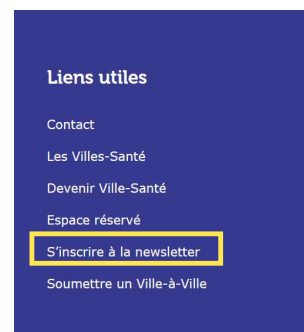 Liens utiles
Contact
Les Villes-Santé
Devenir Ville-Santé
Espace réservé
S’inscrire à la newsletter
Soumettre un Ville-à-Ville